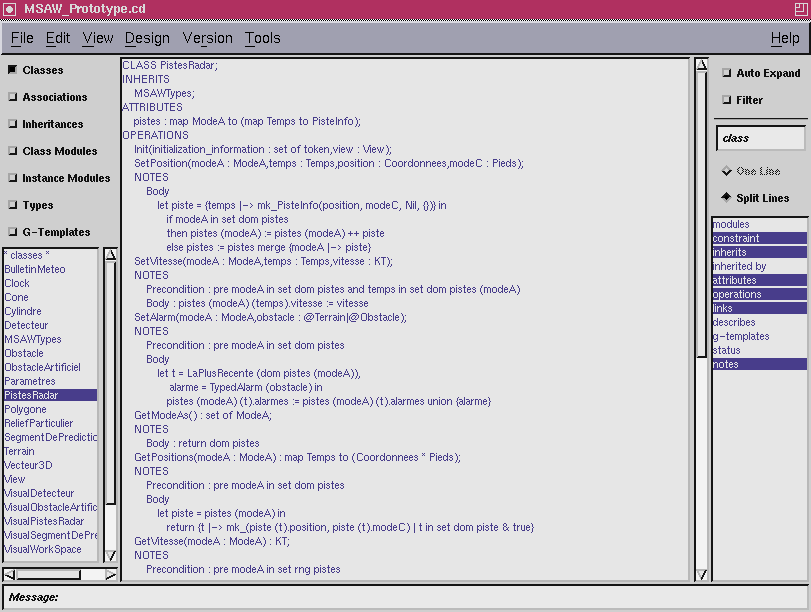 MSAW_Prototype.cd
File Edit View Design Version Tools Help
Classes
Associations
Inheritances
Class Modules
Instance Modules
Types
G-Templates
* classes *
BulletinMeteo
Clock
Cone
Cylindre
Detecteur
MSAWTypes
Obstacle
ObstacleArtificiel
Parametres
PistesRadar
Polygone
ReliefParticulier
SegmentDePredictio
Terrain
Vecteur3D
View
VisualDetecteur
VisualObstacleArtific
VisualPistesRadar
VisualSegmentDePre
VisualWorkSpace
CLASS PistesRadar;
INHERITS
MSAWTypes;
ATTRIBUTES
pistes : map ModeA to (map Temps to PisteInfo);
OPERATIONS
Init(initialization_information : set of token,view : View);
SetPosition(modeA : ModeA,temps : Temps,position : Coordonnees,modeC : Pieds);
NOTES
Body
let piste = {temps |-> mk_PisteInfo(position, modeC, Nil, {})} in
if modeA in set dom pistes
then pistes (modeA) := pistes (modeA) ++ piste
else pistes := pistes merge {modeA |-> piste}
SetVitesse(modeA : ModeA,temps : Temps,vitesse : KT);
NOTES
Precondition : pre modeA in set dom pistes and temps in set dom pistes (modeA)
Body : pistes (modeA) (temps).vitesse := vitesse
SetAlarm(modeA : ModeA,obstacle : @Terrain|@Obstacle);
NOTES
Precondition : pre modeA in set dom pistes
Body
let t = LaPlusRecente (dom pistes (modeA)),
alarme = TypedAlarm (obstacle) in
pistes (modeA) (t).alarmes := pistes (modeA) (t).alarmes union {alarme}
GetModeAs() : set of ModeA;
NOTES
Body : return dom pistes
GetPositions(modeA : ModeA) : map Temps to (Coordonnees * Pieds);
NOTES
Precondition : pre modeA in set dom pistes
Body
let piste = pistes (modeA) in
return {t |-> mk_(piste (t).position, piste (t).modeC) | t in set dom piste & true}
GetVitesse(modeA : ModeA) : KT;
NOTES
Precondition : pre modeA in set rng pistes
Auto Expand
Filter
class
One Line
Split Lines
modules
constraint
inherits
inherited by
attributes
operations
links
describes
g-templates
status
notes
Message: